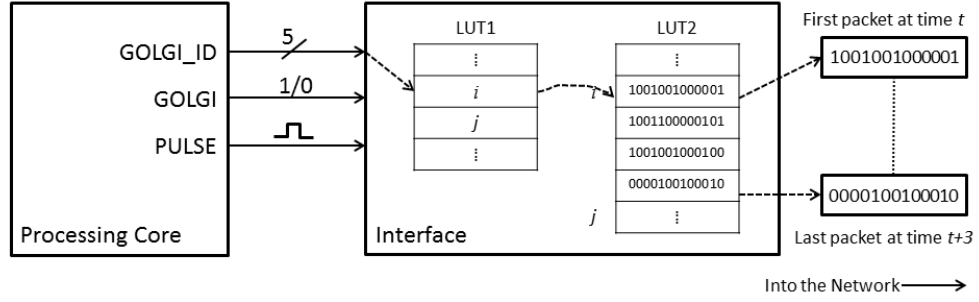 GOLGI_ID
GOLGI
PULSE
Processing Core
5
1/0
LUT1
⋮
i
j
⋮
LUT2
⋮
i
1001001000001
1001100000101
1001001000100
0000100100010
j
⋮
Interface
First packet at time t
1001001000001
0000100100010
Last packet at time t+3
Into the Network